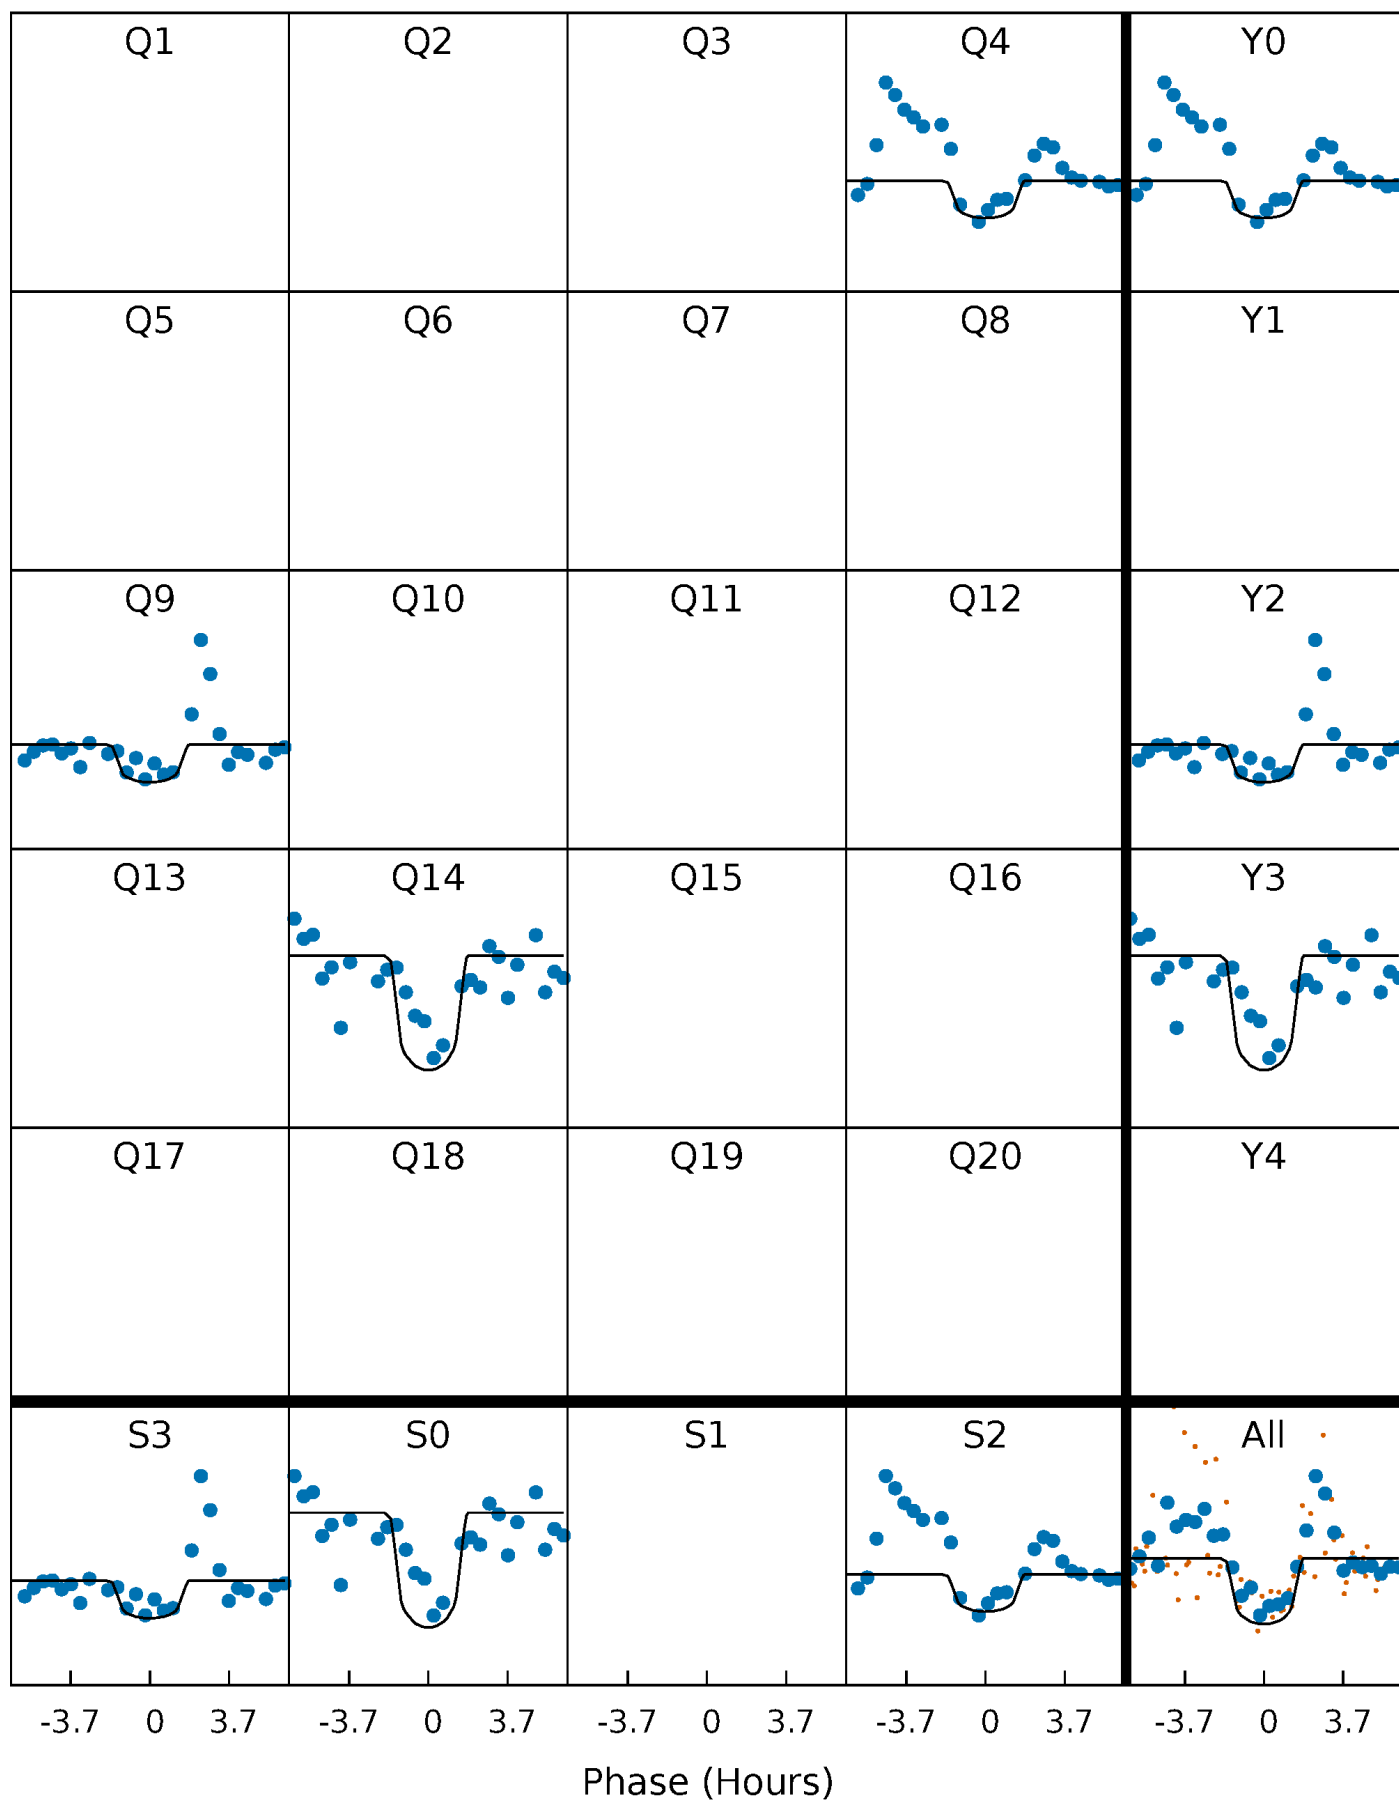 Q1 Q2 Q3 Q4 Y0
Q5 Q6 Q7 Q8 Y1
Q9 Q10 Q11 Q12 Y2
Q13 Q14 Q15 Q16 Y3
Q17 Q18 Q19 Q20 Y4
S3 S0 S1 S2 All
-3.7 0 3.7 -3.7 0 3.7 -3.7 0 3.7 -3.7 0 3.7 -3.7 0 3.7
Phase (Hours)